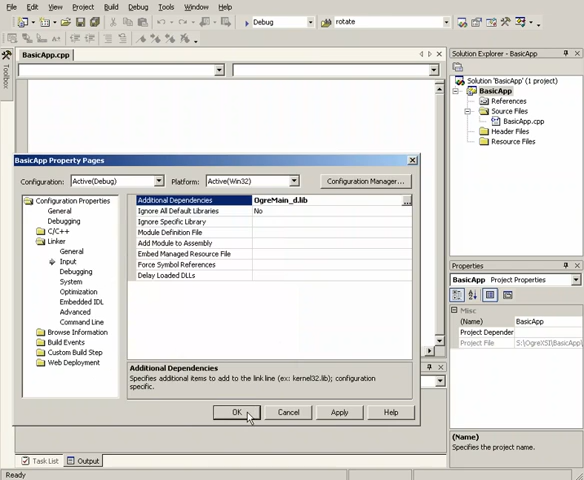 File Edit View Project Build Debug Tools Window Help
Debug rotate
BasicApp.cpp
Toolbox
Solution Explorer - BasicApp
Solution 'BasicApp' (1 project)
BasicApp
References
Source Files
BasicApp.cpp
Header Files
Resource Files
BasicApp Property Pages
Configuration: Active(Debug) Platform: Active(Win32) Configuration Manager...
Configuration Properties
General
Debugging
C/C++
Linker
General
Input
Debugging
System
Optimization
Embedded IDL
Advanced
Command Line
Browse Information
Build Events
Custom Build Step
Web Deployment
Additional Dependencies OgreMain_d.lib ...
Ignore All Default Libraries No
Ignore Specific Library
Module Definition File
Add Module to Assembly
Embed Managed Resource File
Force Symbol References
Delay Loaded DLLs
Additional Dependencies
Specifies additional items to add to the link line (ex: kernel32.lib); configuration
specific.
OK Cancel Apply Help
Properties
BasicApp Project Properties
Misc
(Name) BasicApp
Project Depender
Project File S:\OgreXSI\BasicApp\
(Name)
Specifies the project name.
Task List Output
Ready